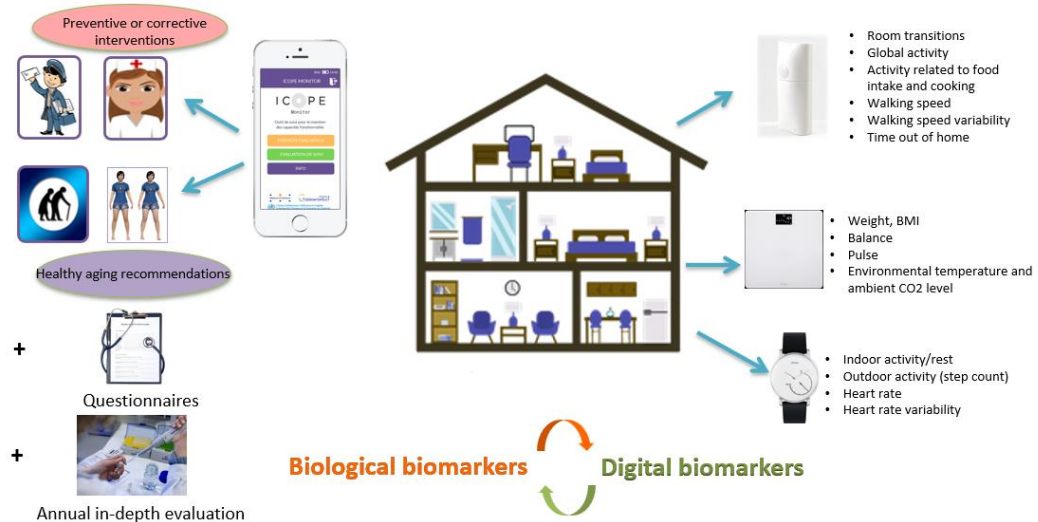 Preventive or corrective
interventions
ICOPE MONITOR
ICOPE
Monitor
Healthy aging recommendations
+
Questionnaires
+
Annual in-depth evaluation
Biological biomarkers
Digital biomarkers
• Room transitions
• Global activity
• Activity related to food
intake and cooking
• Walking speed
• Walking speed variability
• Time out of home
• Weight, BMI
• Balance
• Pulse
• Environmental temperature and
ambient CO2 level
• Indoor activity/rest
• Outdoor activity (step count)
• Heart rate
• Heart rate variability